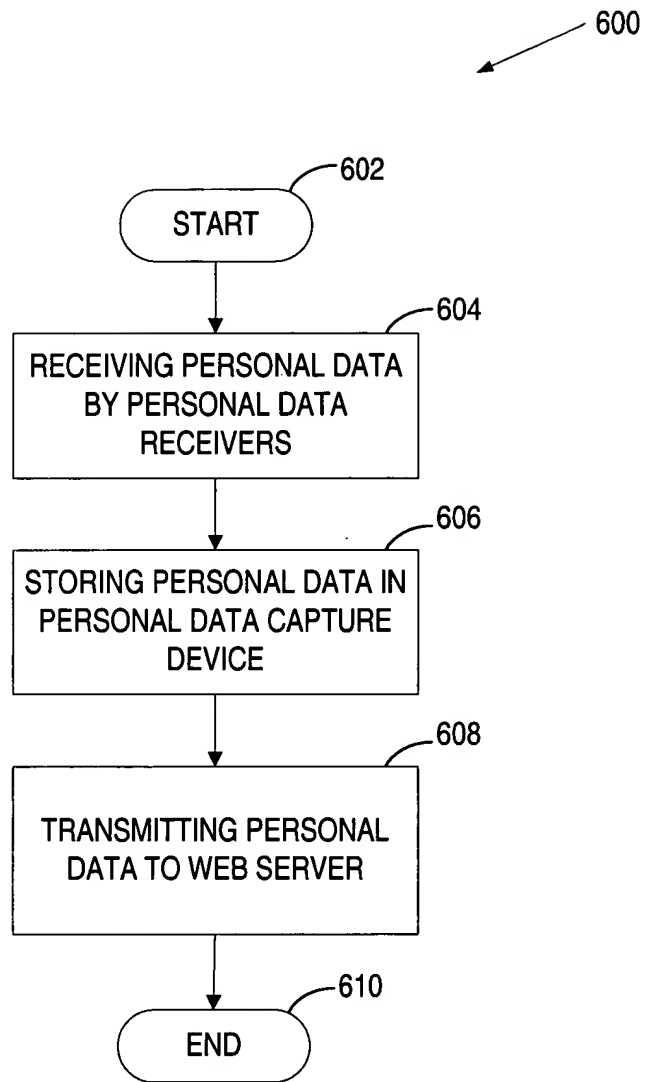 600
602
START
604
RECEIVING PERSONAL DATA
BY PERSONAL DATA
RECEIVERS
606
STORING PERSONAL DATA IN
PERSONAL DATA CAPTURE
DEVICE
608
TRANSMITTING PERSONAL
DATA TO WEB SERVER
610
END